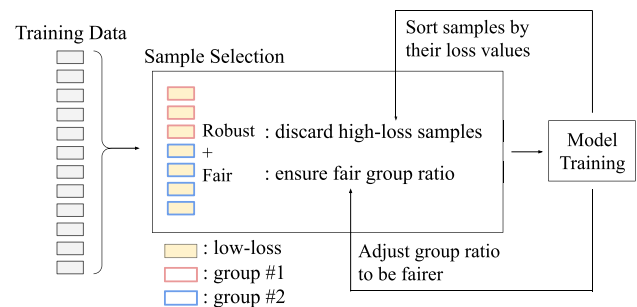 Training Data
Sample Selection
Sort samples by
their loss values
Robust : discard high-loss samples
+
Fair : ensure fair group ratio
Model
Training
Adjust group ratio
to be fairer
: low-loss
: group #1
: group #2